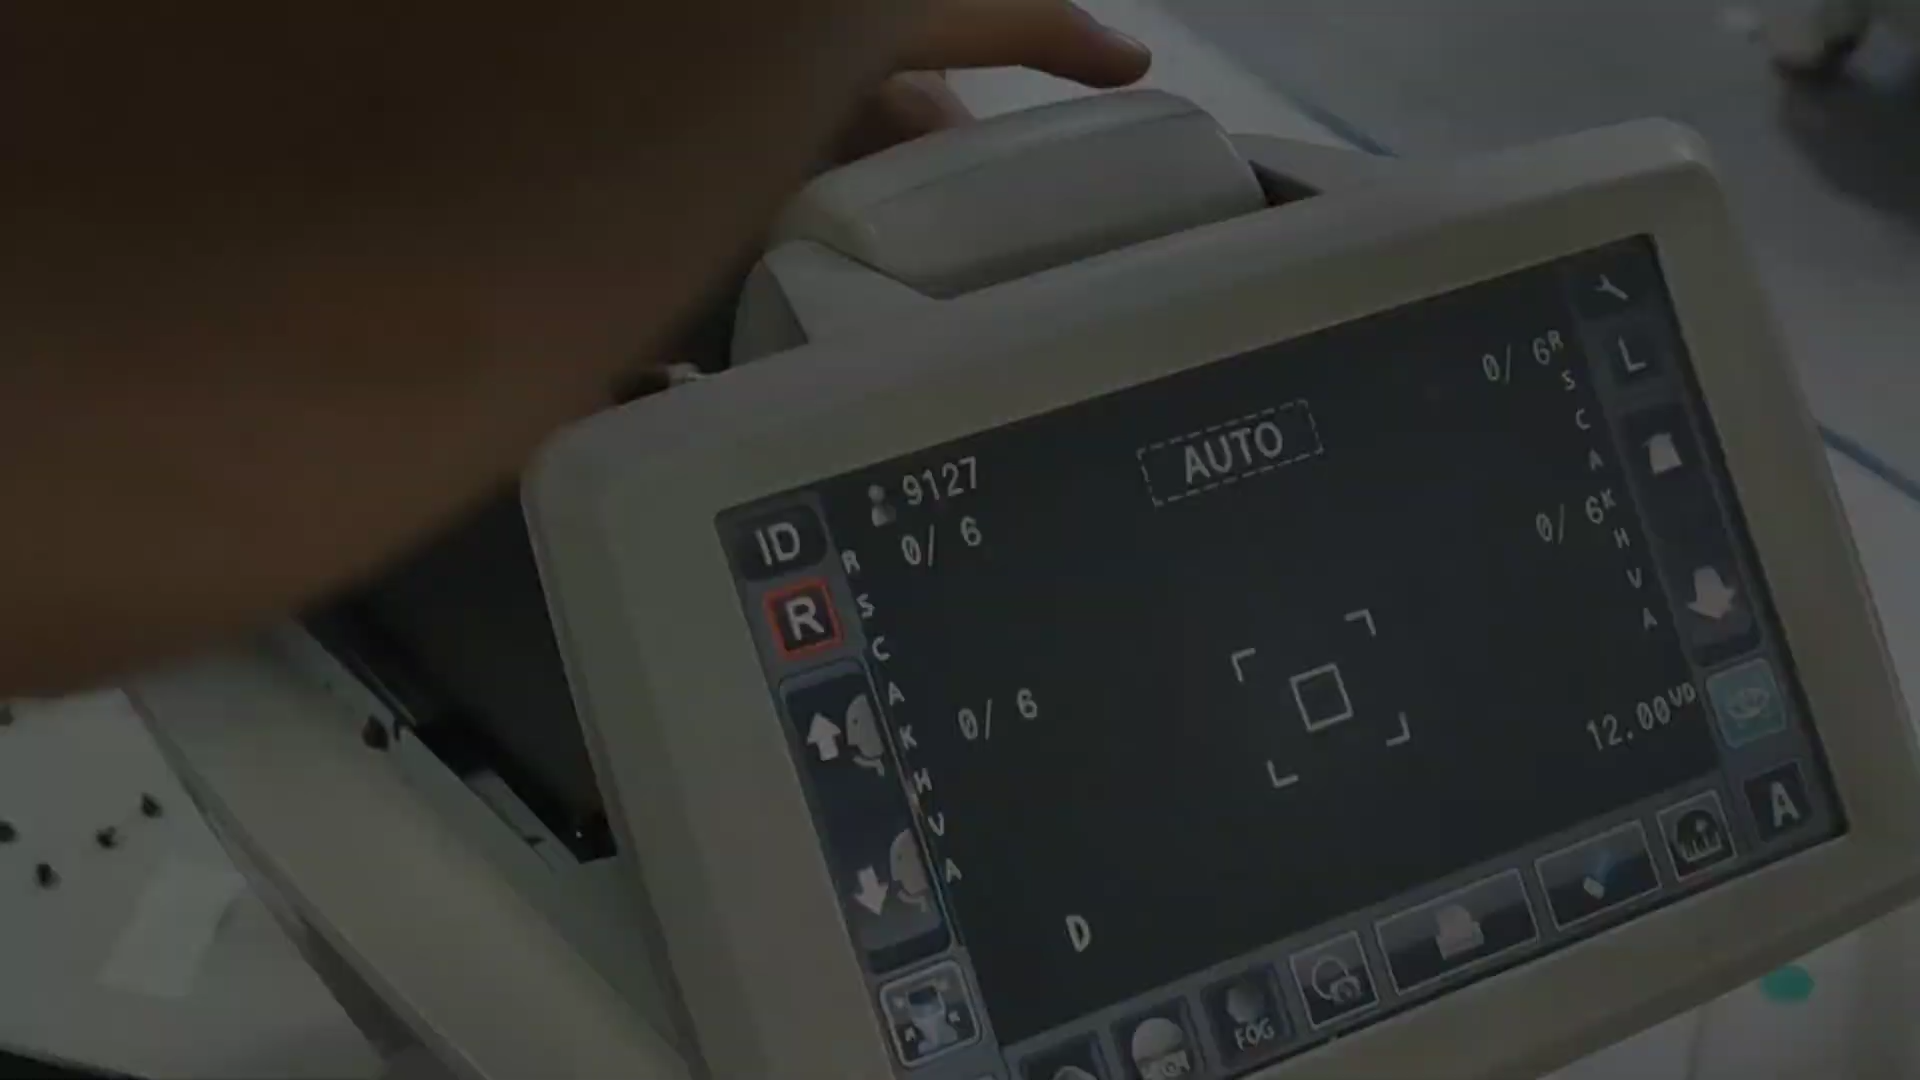 ID
9127
AUTO
0/ 6
R
S
C
A
K
H
V
A
0/ 6
R
0/ 6R
S
C
A
0/ 6K
H
V
A
L
12.00VD
A
D
FOG